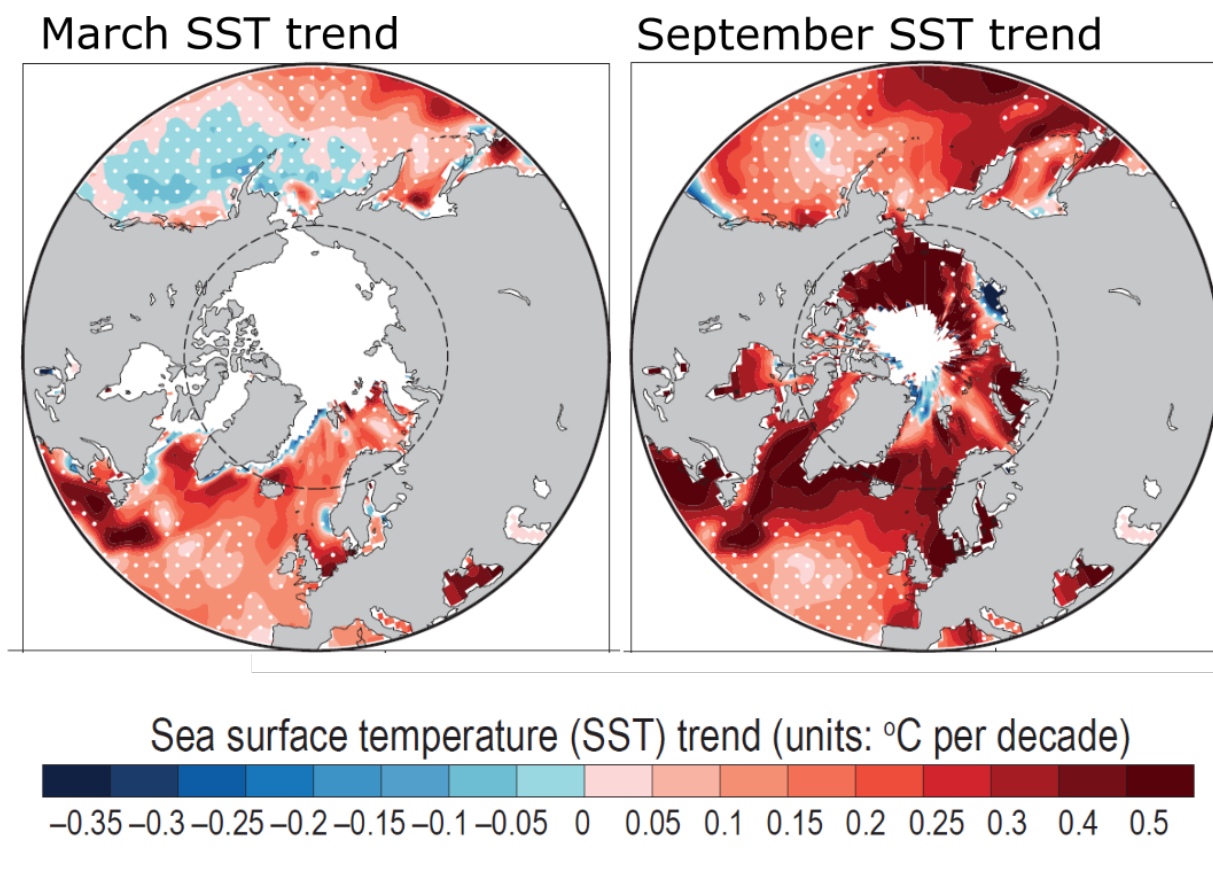 March SST trend
September SST trend
Sea surface temperature (SST) trend (units: ºC per decade)
–0.35 –0.3 –0.25 –0.2 –0.15 –0.1 –0.05 0 0.05 0.1 0.15 0.2 0.25 0.3 0.4 0.5